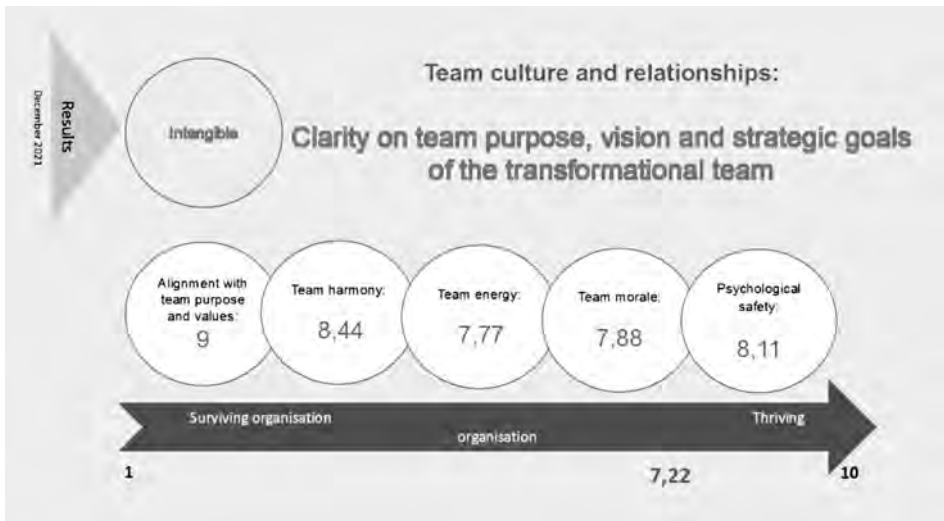 Results
December 2021
Intangible
Team culture and relationships:
Clarity on team purpose, vision and strategic goals
of the transformational team
Alignment with
team purpose
and values:
9
Team harmony:
8,44
Team energy:
7,77
Team morale:
7,88
Psychological
safety:
8,11
Surviving organisation
Thriving
organisation
1
7,22
10